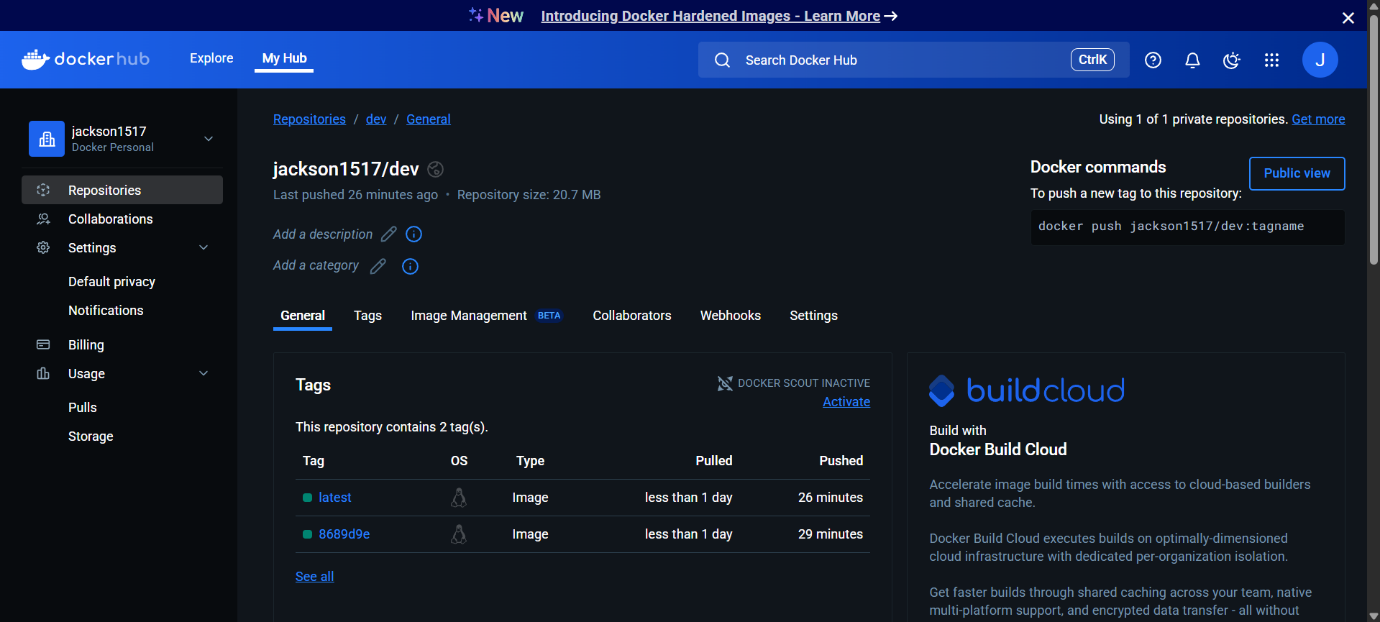 New Introducing Docker Hardened Images - Learn More
dockerhub
Explore
My Hub
Search Docker Hub
CtrlK
J
jackson1517
Docker Personal
Repositories
Collaborations
Settings
Default privacy
Notifications
Billing
Usage
Pulls
Storage
Repositories / dev / General
Using 1 of 1 private repositories. Get more
jackson1517/dev
Last pushed 26 minutes ago • Repository size: 20.7 MB
Add a description
Add a category
Docker commands
Public view
To push a new tag to this repository:
docker push jackson1517/dev:tagname
General Tags Image Management BETA Collaborators Webhooks Settings
Tags
DOCKER SCOUT INACTIVE
Activate
This repository contains 2 tag(s).
Tag OS Type Pulled Pushed
latest Image less than 1 day 26 minutes
8689d9e Image less than 1 day 29 minutes
See all
buildcloud
Build with
Docker Build Cloud
Accelerate image build times with access to cloud-based builders
and shared cache.
Docker Build Cloud executes builds on optimally-dimensioned
cloud infrastructure with dedicated per-organization isolation.
Get faster builds through shared caching across your team, native
multi-platform support, and encrypted data transfer - all without